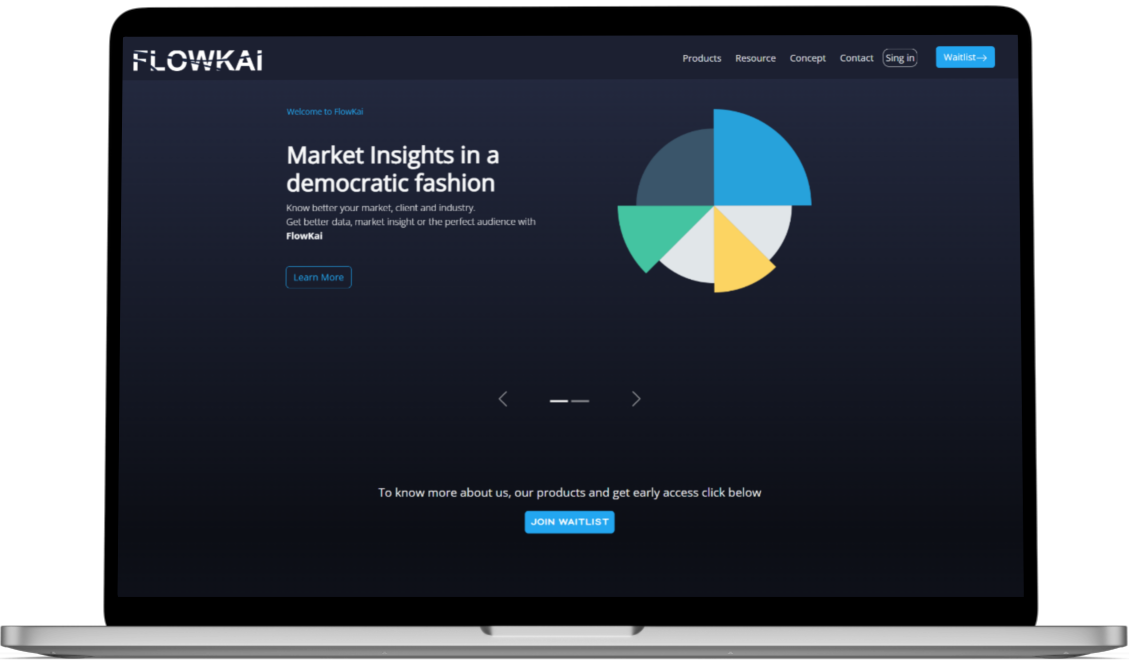 FLOWKAi
Products Resource Concept Contact Sing in Waitlist→
Welcome to FlowKai
Market Insights in a
democratic fashion
Know better your market, client and industry.
Get better data, market insight or the perfect audience with
FlowKai
Learn More
To know more about us, our products and get early access click below
JOIN WAITLIST